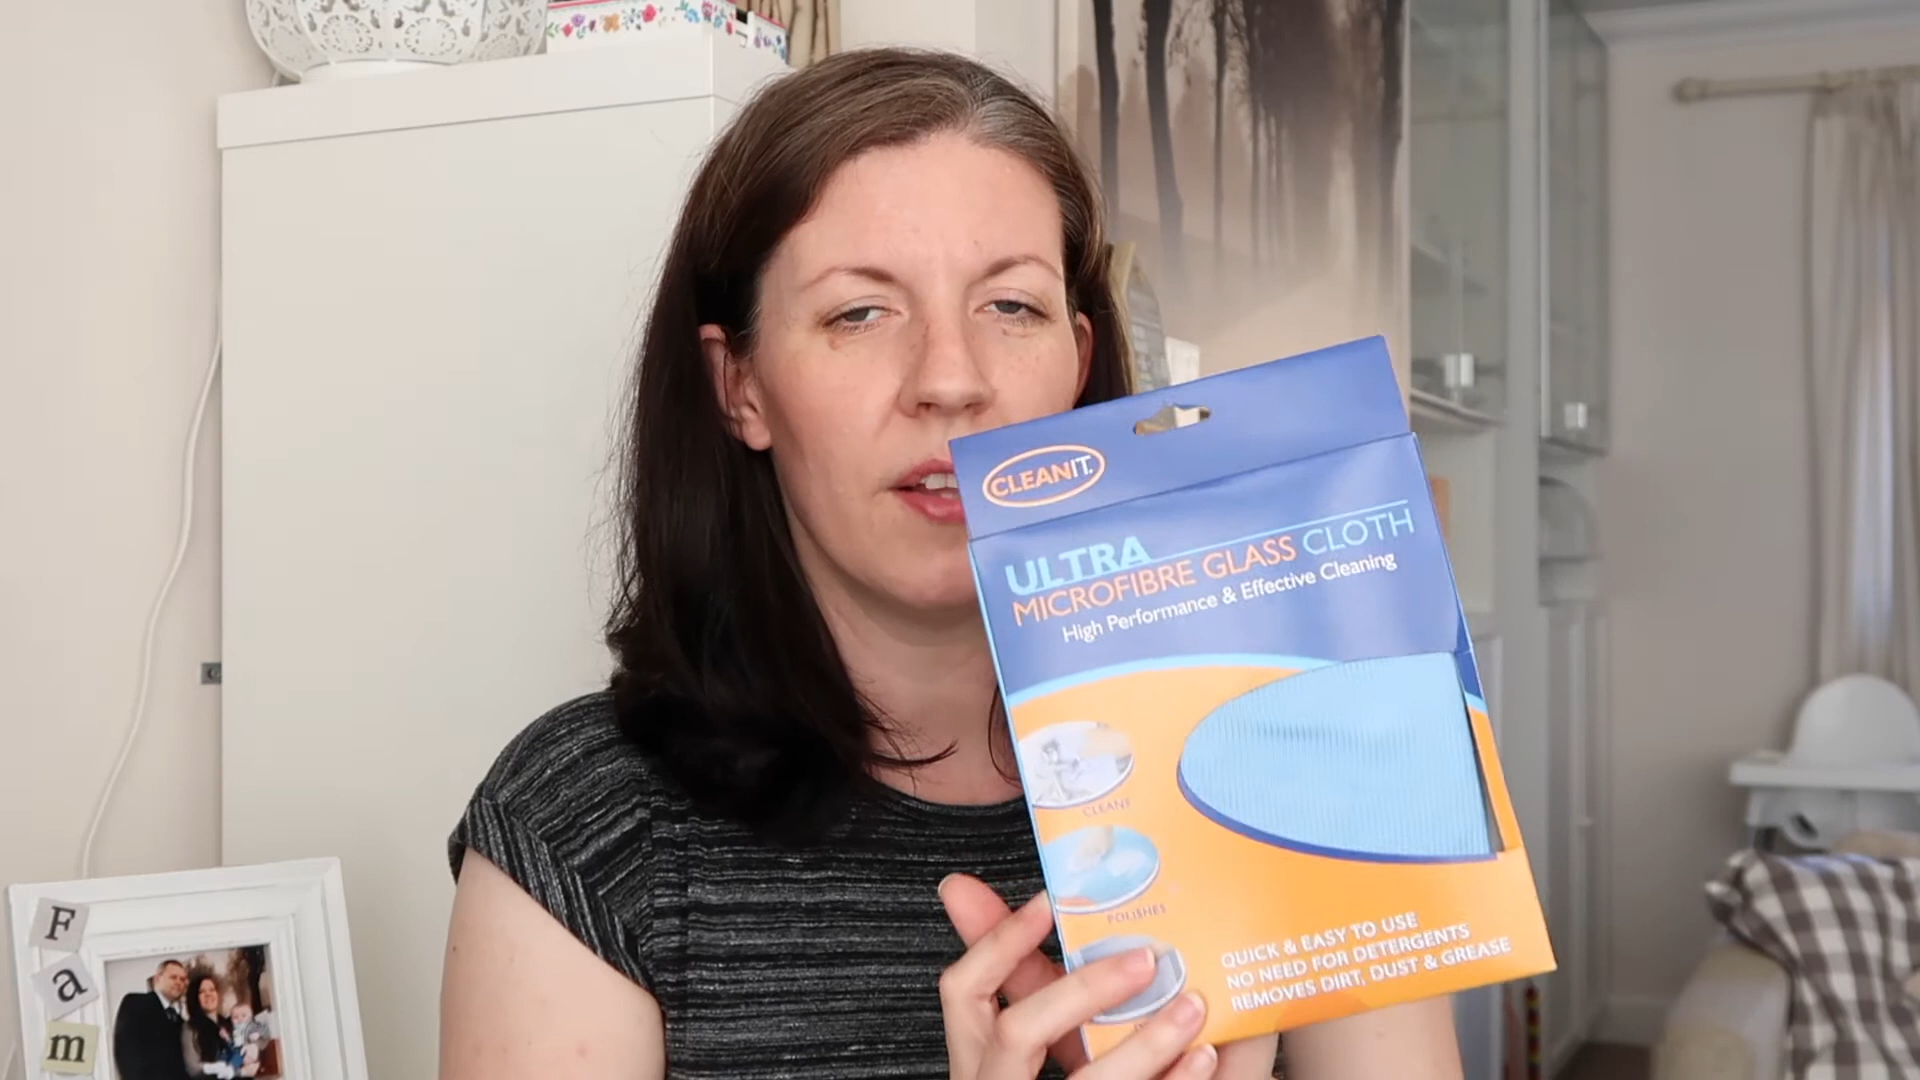 CLEANIT.
ULTRA
MICROFIBRE GLASS CLOTH
High Performance & Effective Cleaning
CLEANS
POLISHES
QUICK & EASY TO USE
NO NEED FOR DETERGENTS
REMOVES DIRT, DUST & GREASE
F
a
m